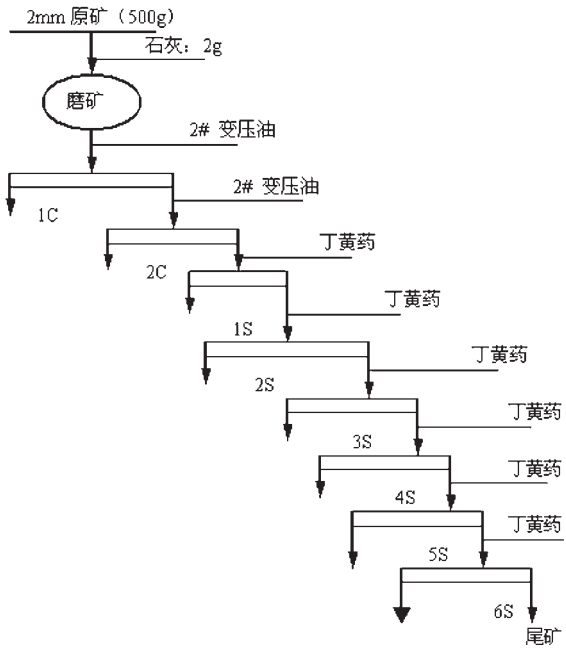 2mm 原矿（500g）
石灰：2g
磨矿
2# 变压油
2# 变压油
1C
丁黄药
2C
丁黄药
1S
丁黄药
2S
丁黄药
3S
丁黄药
4S
丁黄药
5S
6S
尾矿